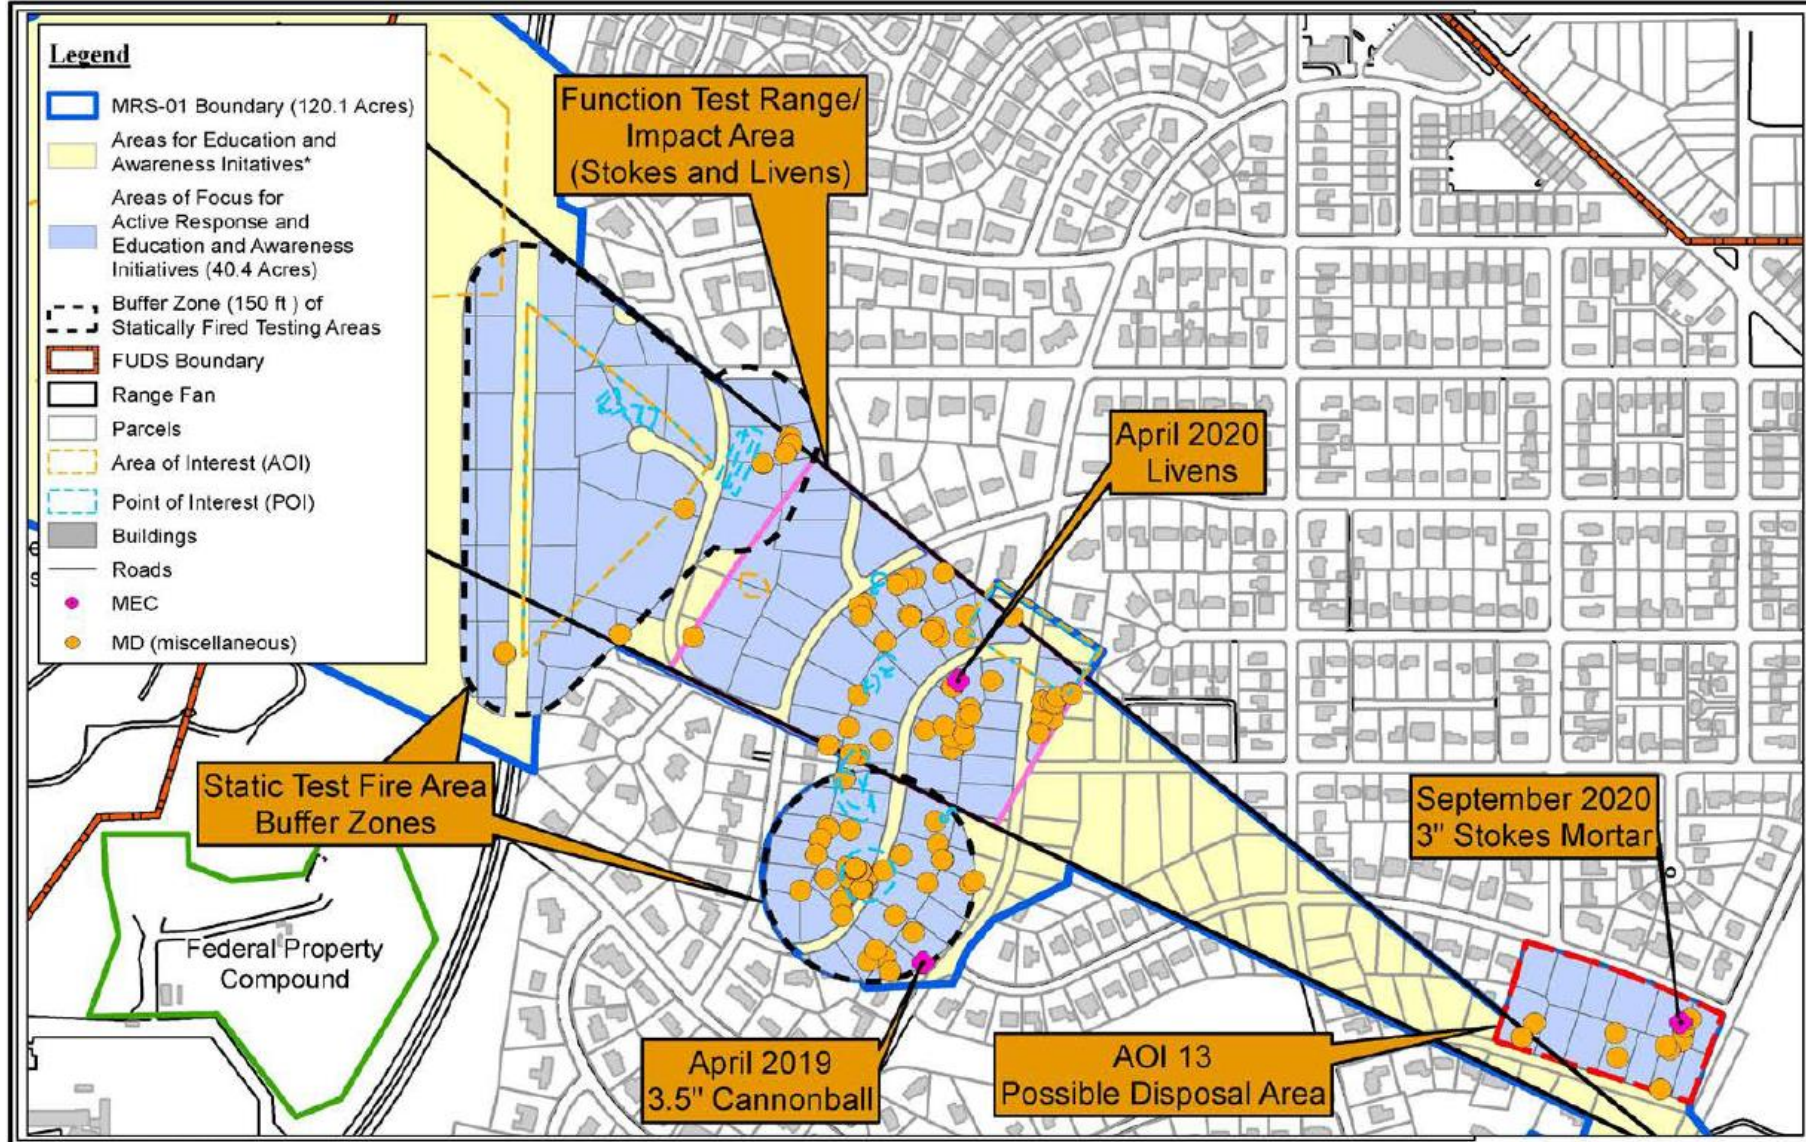 Legend
MRS-01 Boundary (120.1 Acres)
Areas for Education and
Awareness Initatives*
Areas of Focus for
Active Response and
Education and Awareness
Initiatives (40.4 Acres)
Buffer Zone (150 ft ) of
Statically Fired Testing Areas
FUDS Boundary
Range Fan
Parcels
Area of Interest (AOI)
Point of Interest (POI)
Buildings
Roads
MEC
MD (miscellaneous)
Function Test Range/
Impact Area
(Stokes and Livens)
April 2020
Livens
Static Test Fire Area
Buffer Zones
September 2020
3" Stokes Mortar
Federal Property
Compound
April 2019
3.5" Cannonball
AOI 13
Possible Disposal Area